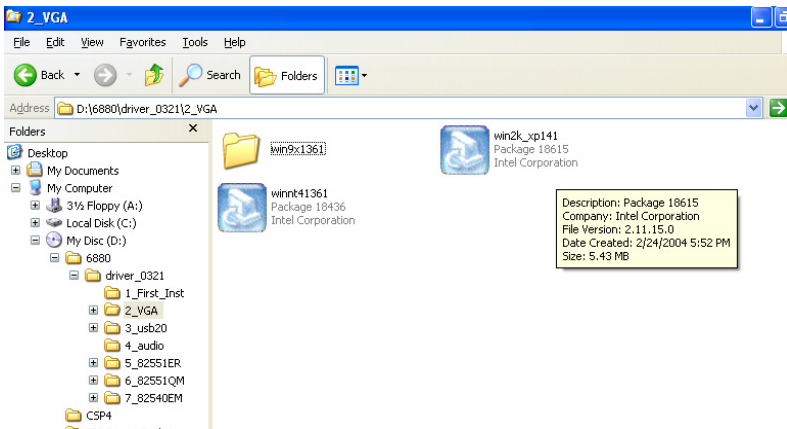 2_VGA
File Edit View Favorites Tools Help
Back Search Folders
Address D:\6880\driver_0321\2_VGA
Folders x
Desktop
My Documents
My Computer
3½ Floppy (A:)
Local Disk (C:)
My Disc (D:)
6880
driver_0321
1_First_Inst
2_VGA
3_usb20
4_audio
5_82551ER
6_82551QM
7_82540EM
CSP4
win9x1361
win2k_xp141
Package 18615
Intel Corporation
winnt41361
Package 18436
Intel Corporation
Description: Package 18615
Company: Intel Corporation
File Version: 2.11.15.0
Date Created: 2/24/2004 5:52 PM
Size: 5.43 MB